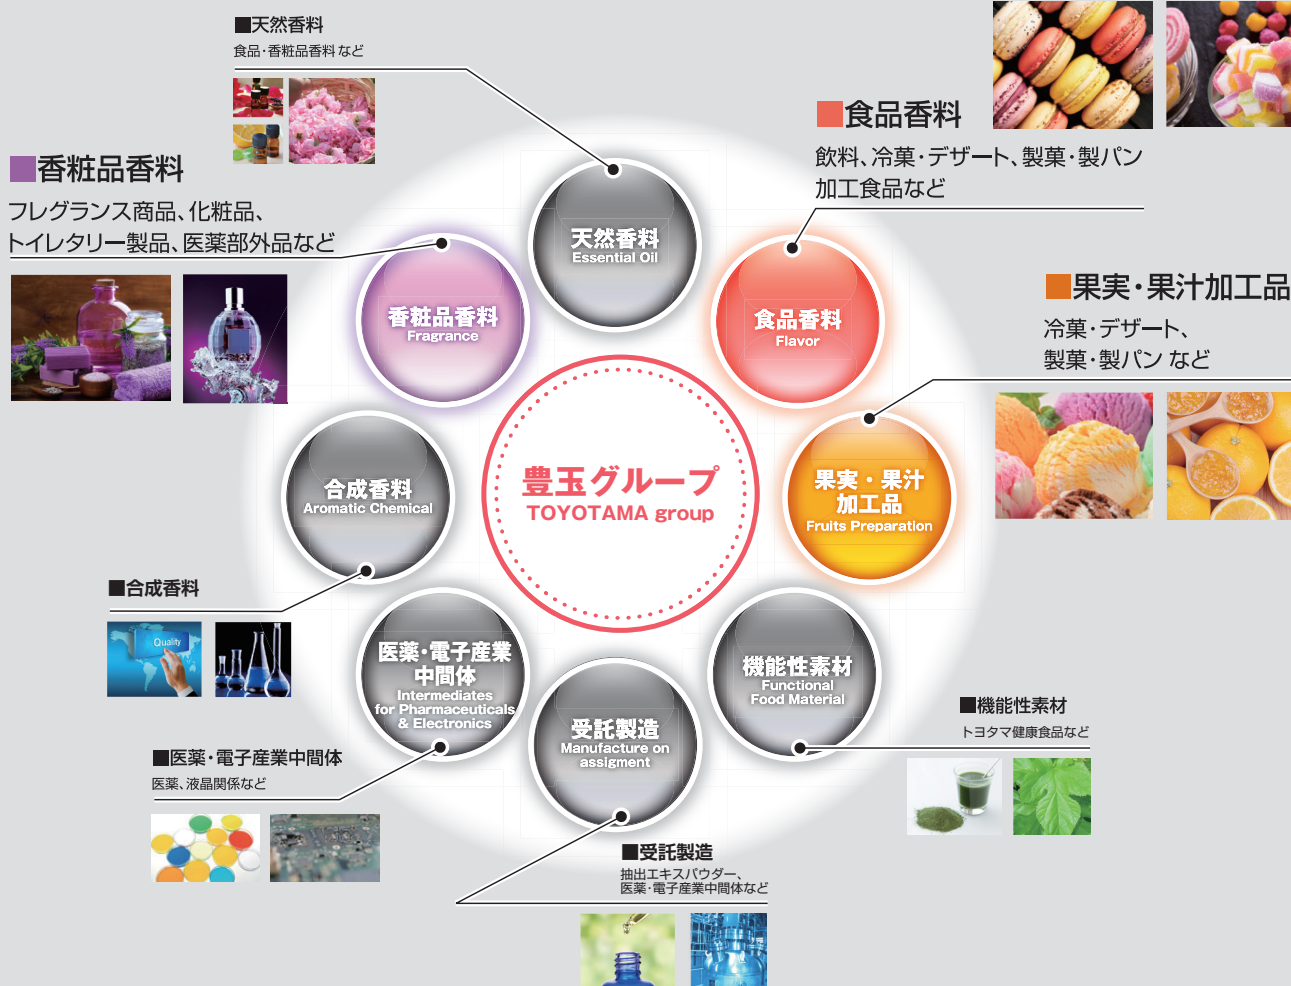 ■天然香料
食品・香粧品香料 など
■食品香料
飲料、冷菓・デザート、製菓・製パン
加工食品など
■香粧品香料
フレグランス商品、化粧品、
トイレタリー製品、医薬部外品など
■果実・果汁加工品
冷菓・デザート、
製菓・製パン など
天然香料
Essential Oil
香粧品香料
Fragrance
食品香料
Flavor
合成香料
Aromatic Chemical
豊玉グループ
TOYOTAMA group
果実・果汁
加工品
Fruits Preparation
医薬・電子産業
中間体
Intermediates
for Pharmaceuticals
& Electronics
受託製造
Manufacture on
assigment
機能性素材
Functional
Food Material
■合成香料
Quality
■機能性素材
トヨタマ健康食品など
■医薬・電子産業中間体
医薬、液晶関係など
■受託製造
抽出エキスパウダー、
医薬・電子産業中間体など